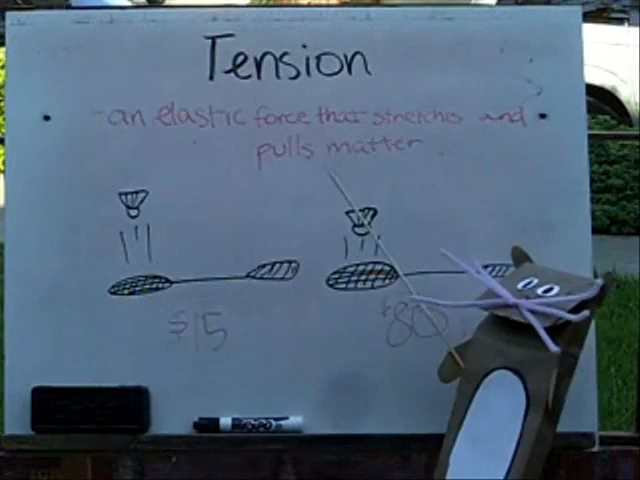 Tension
- an elastic force that stretches and
pulls matter
$15
$80
EXPO